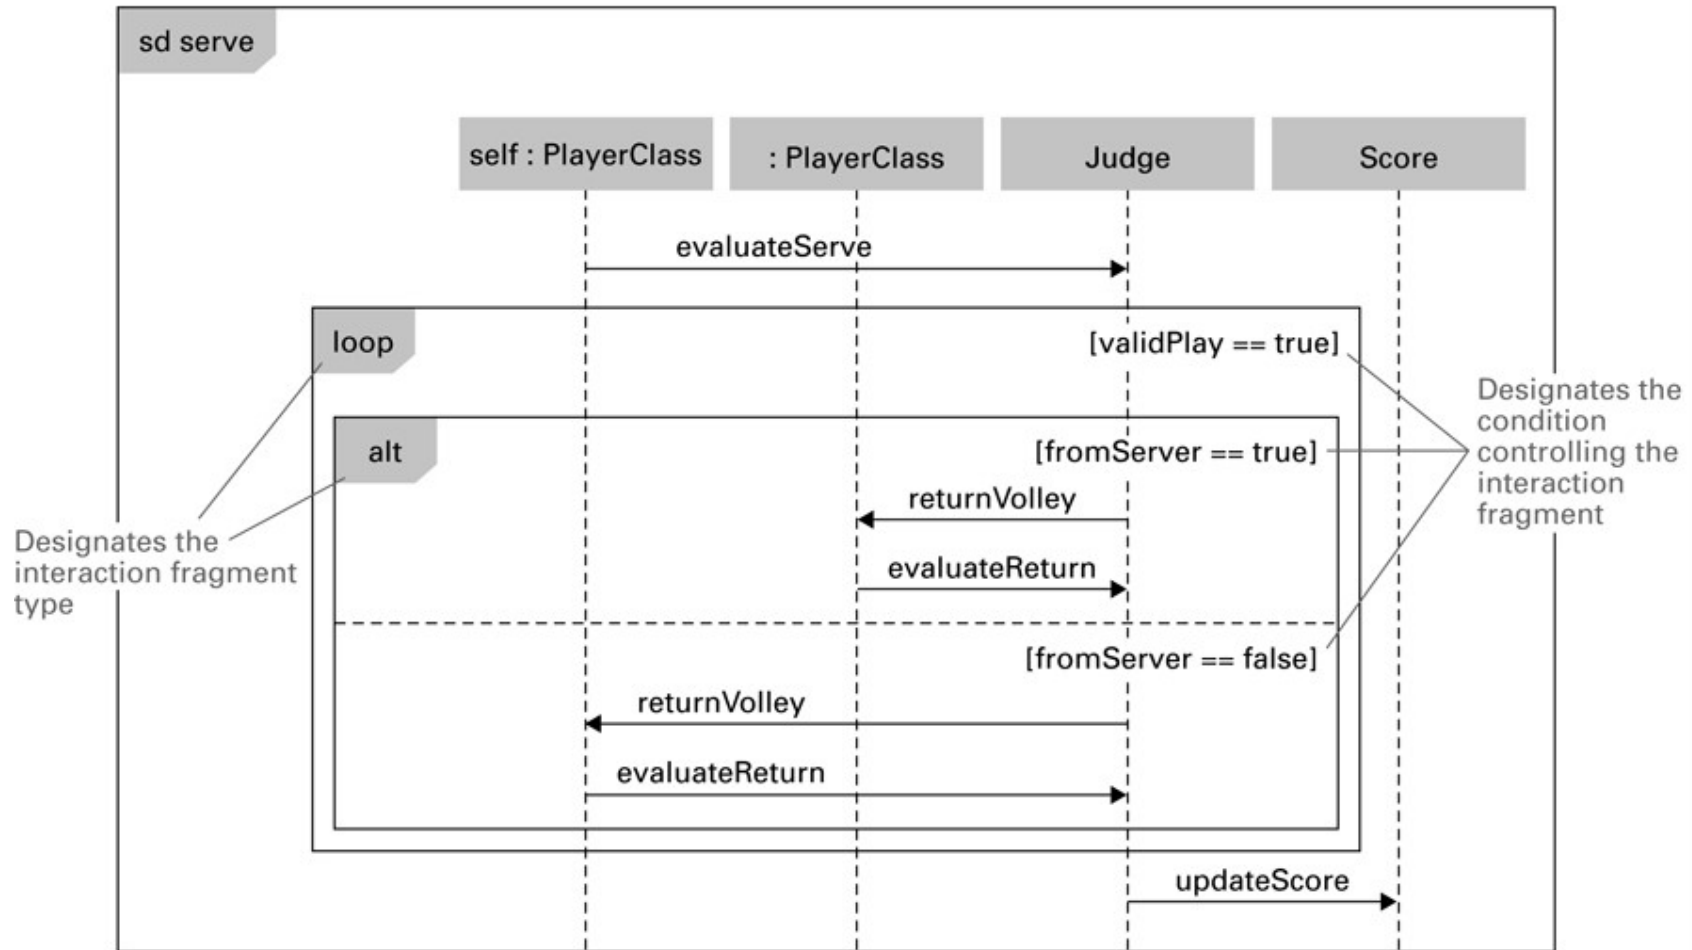 sd serve
self : PlayerClass
: PlayerClass
Judge
Score
evaluateServe
loop
[validPlay == true]
alt
[fromServer == true]
returnVolley
evaluateReturn
[fromServer == false]
returnVolley
evaluateReturn
updateScore
Designates the
interaction fragment
type
Designates the
condition
controlling the
interaction
fragment